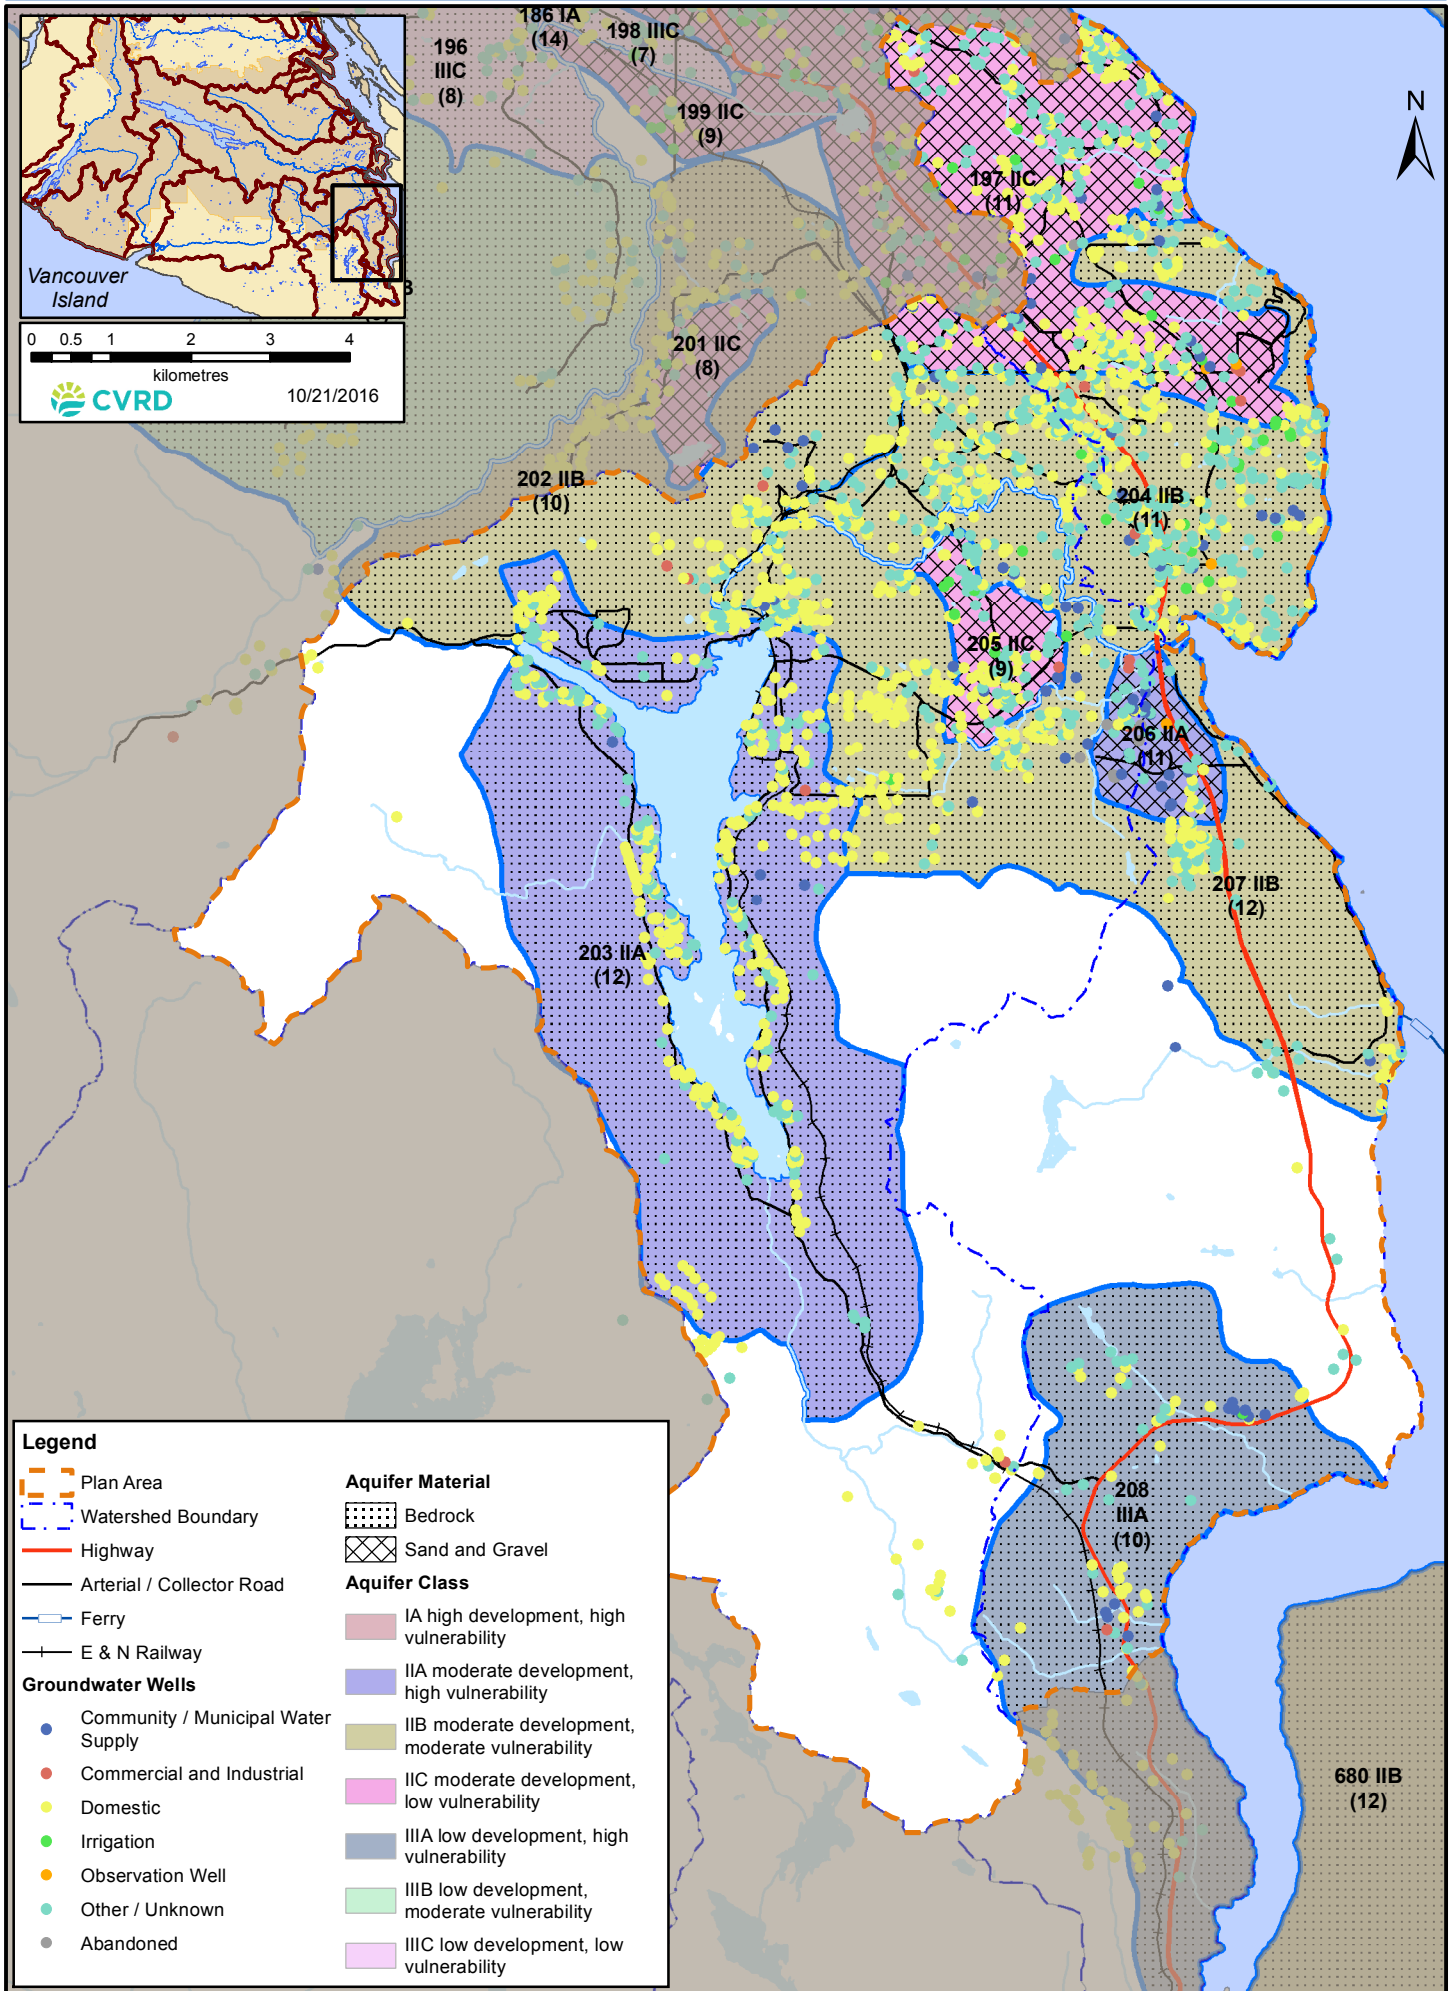 186 IA
(14)
198 IIIC
(7)
196
IIIC
(8)
199 IIC
(9)
N
197 IIC
(11)
Vancouver
Island
0 0.5 1 2 3 4
kilometres
CVRD
10/21/2016
201 IIC
(8)
202 IIB
(10)
204 IIB
(11)
205 IIC
(9)
206 IIA
(11)
207 IIB
(12)
203 IIA
(12)
208
IIIA
(10)
680 IIB
(12)
Legend
Plan Area
Watershed Boundary
Highway
Arterial / Collector Road
Ferry
E & N Railway
Groundwater Wells
Community / Municipal Water
Supply
Commercial and Industrial
Domestic
Irrigation
Observation Well
Other / Unknown
Abandoned
Aquifer Material
Bedrock
Sand and Gravel
Aquifer Class
IA high development, high
vulnerability
IIA moderate development,
high vulnerability
IIB moderate development,
moderate vulnerability
IIC moderate development,
low vulnerability
IIIA low development, high
vulnerability
IIIB low development,
moderate vulnerability
IIIC low development, low
vulnerability